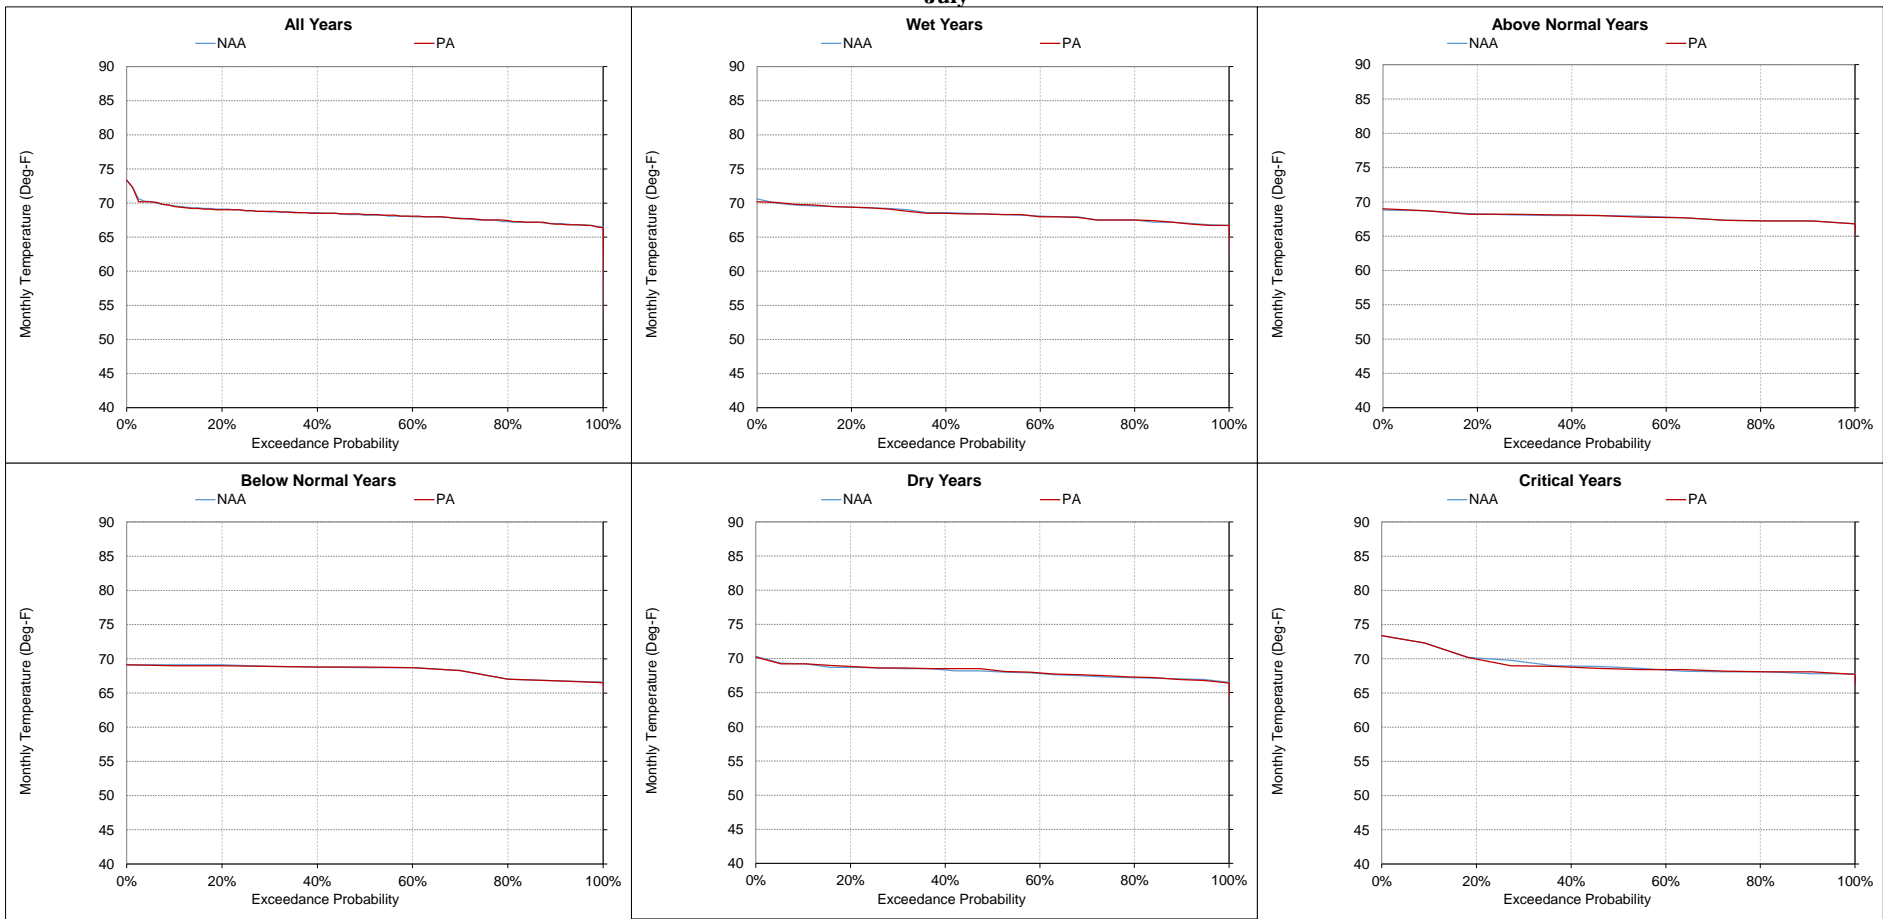 July
All Years
NAA PA
90
85
80
75
70
65
60
55
50
45
40
0% 20% 40% 60% 80% 100%
Exceedance Probability
Monthly Temperature (Deg-F)
Wet Years
NAA PA
90
85
80
75
70
65
60
55
50
45
40
0% 20% 40% 60% 80% 100%
Exceedance Probability
Monthly Temperature (Deg-F)
Above Normal Years
NAA PA
90
85
80
75
70
65
60
55
50
45
40
0% 20% 40% 60% 80% 100%
Exceedance Probability
Monthly Temperature (Deg-F)
Below Normal Years
NAA PA
90
85
80
75
70
65
60
55
50
45
40
0% 20% 40% 60% 80% 100%
Exceedance Probability
Monthly Temperature (Deg-F)
Dry Years
NAA PA
90
85
80
75
70
65
60
55
50
45
40
0% 20% 40% 60% 80% 100%
Exceedance Probability
Monthly Temperature (Deg-F)
Critical Years
NAA PA
90
85
80
75
70
65
60
55
50
45
40
0% 20% 40% 60% 80% 100%
Exceedance Probability
Monthly Temperature (Deg-F)